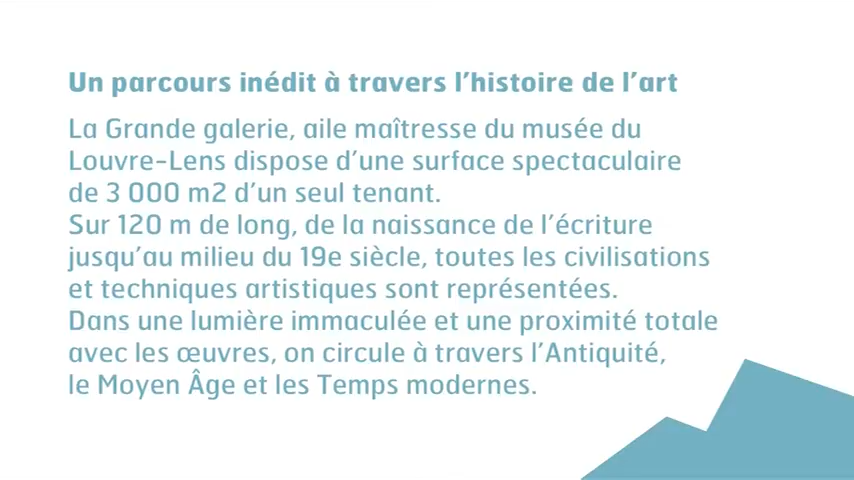 Un parcours inédit à travers l'histoire de l'art
La Grande galerie, aile maîtresse du musée du
Louvre-Lens dispose d'une surface spectaculaire
de 3 000 m2 d'un seul tenant.
Sur 120 m de long, de la naissance de l'écriture
jusqu'au milieu du 19e siècle, toutes les civilisations
et techniques artistiques sont représentées.
Dans une lumière immaculée et une proximité totale
avec les œuvres, on circule à travers l'Antiquité,
le Moyen Âge et les Temps modernes.